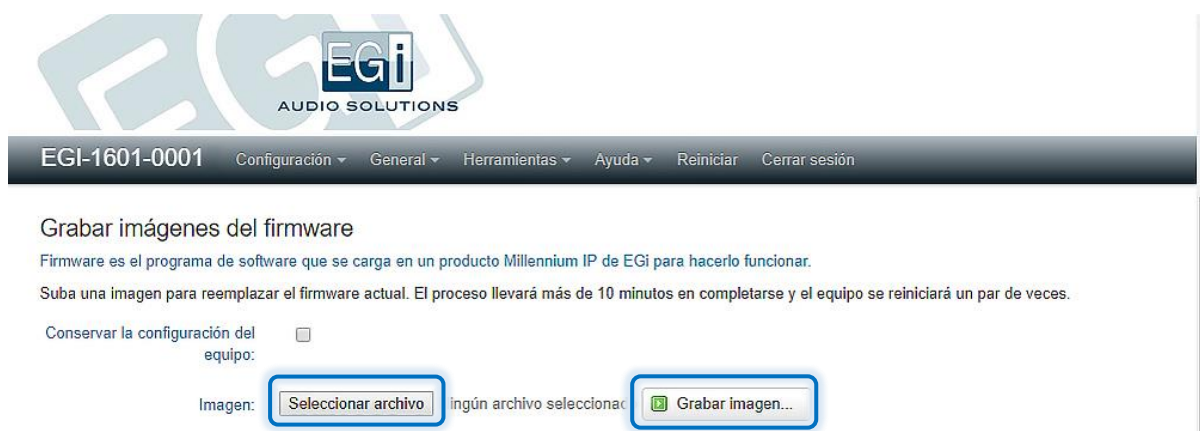 EGi
AUDIO SOLUTIONS
EGI-1601-0001 Configuración General Herramientas Ayuda Reiniciar Cerrar sesión
Grabar imágenes del firmware
Firmware es el programa de software que se carga en un producto Millennium IP de EGi para hacerlo funcionar.
Suba una imagen para reemplazar el firmware actual. El proceso llevará más de 10 minutos en completarse y el equipo se reiniciará un par de veces.
Conservar la configuración del
equipo:
Imagen: Seleccionar archivo ingún archivo seleccionac Grabar imagen...